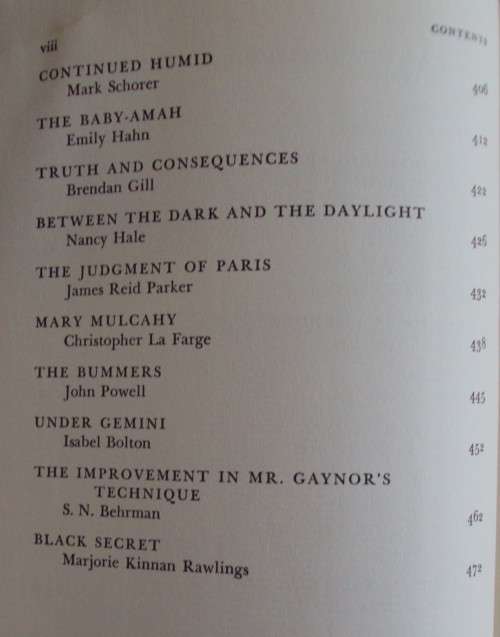 viii
CONTENTS
CONTINUED HUMID
Mark Schorer 406
THE BABY-AMAH
Emily Hahn 412
TRUTH AND CONSEQUENCES
Brendan Gill 422
BETWEEN THE DARK AND THE DAYLIGHT
Nancy Hale 426
THE JUDGMENT OF PARIS
James Reid Parker 432
MARY MULCAHY
Christopher La Farge 438
THE BUMMERS
John Powell 445
UNDER GEMINI
Isabel Bolton 452
THE IMPROVEMENT IN MR. GAYNOR'S
TECHNIQUE
S. N. Behrman 462
BLACK SECRET
Marjorie Kinnan Rawlings 472